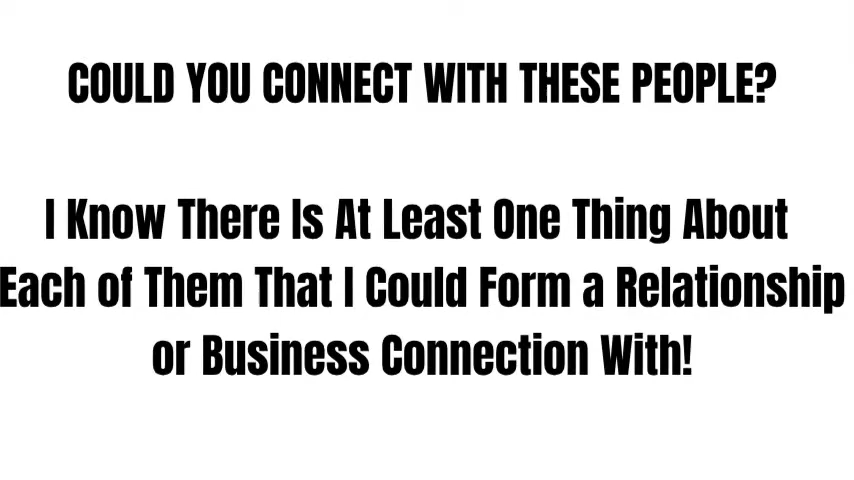 COULD YOU CONNECT WITH THESE PEOPLE?
I Know There Is At Least One Thing About
Each of Them That I Could Form a Relationship
or Business Connection With!